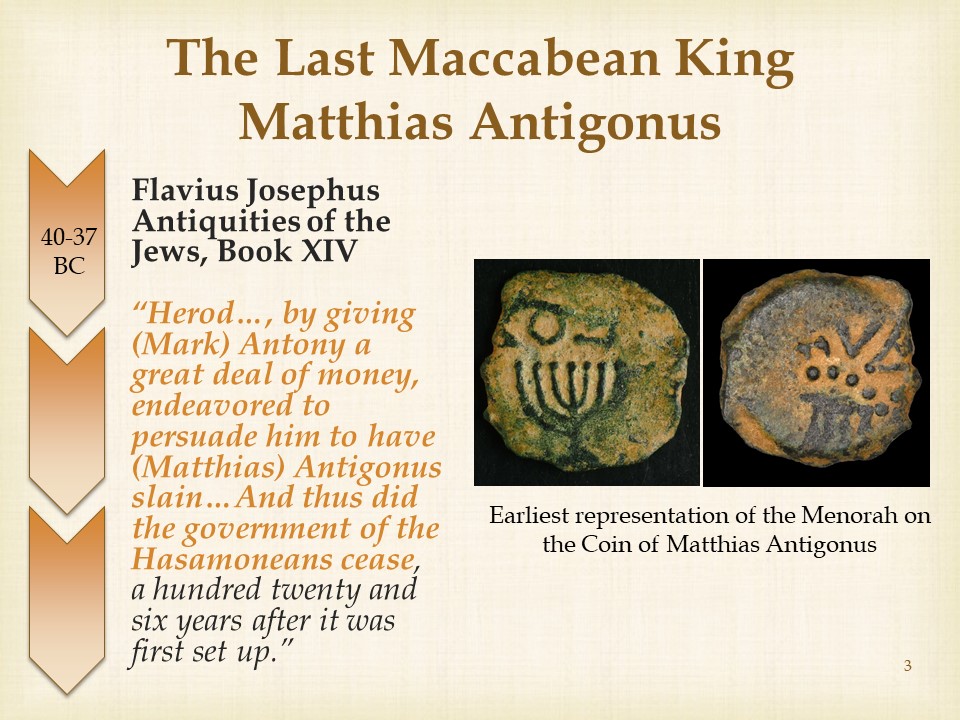 The Last Maccabean King
Matthias Antigonus
40-37
BC
Flavius Josephus
Antiquities of the
Jews, Book XIV
“Herod…, by giving
(Mark) Antony a
great deal of money,
endeavored to
persuade him to have
(Matthias) Antigonus
slain…And thus did
the government of the
Hasamoneans cease,
a hundred twenty and
six years after it was
first set up.”
Earliest representation of the Menorah on
the Coin of Matthias Antigonus
3